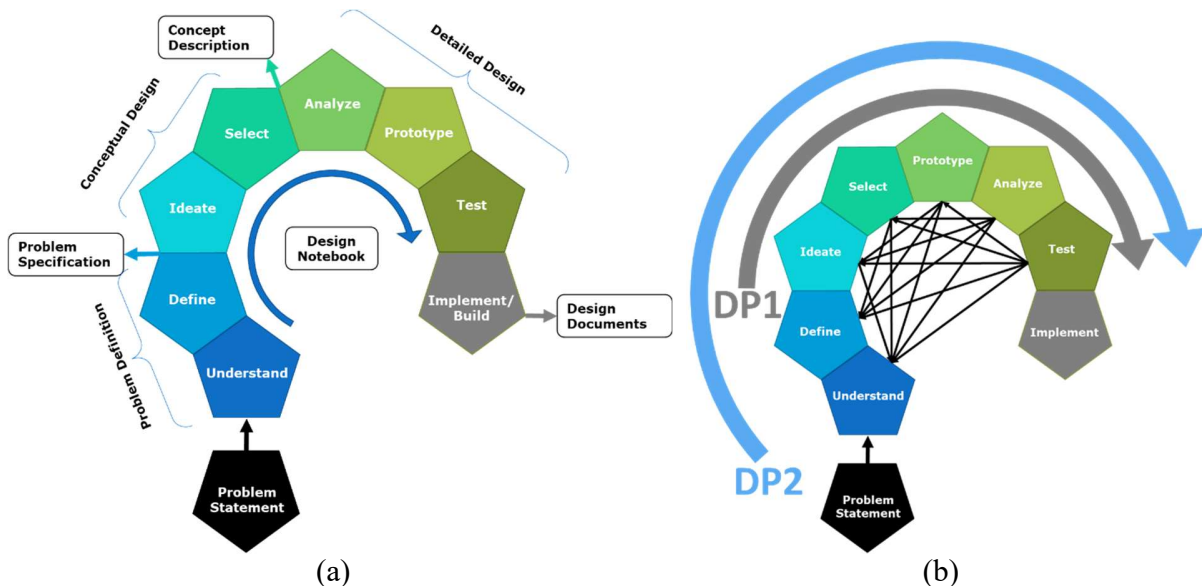 Concept
Description
Detailed Design
Conceptual Design
Analyze
Select
Prototype
Ideate
Test
Problem
Specification
Design
Notebook
Define
Implement/
Build
Design
Documents
Problem Definition
Understand
Problem
Statement
(a)
Prototype
Select
Analyze
Ideate
Test
DP1
Define
Implement
Understand
DP2
Problem
Statement
(b)